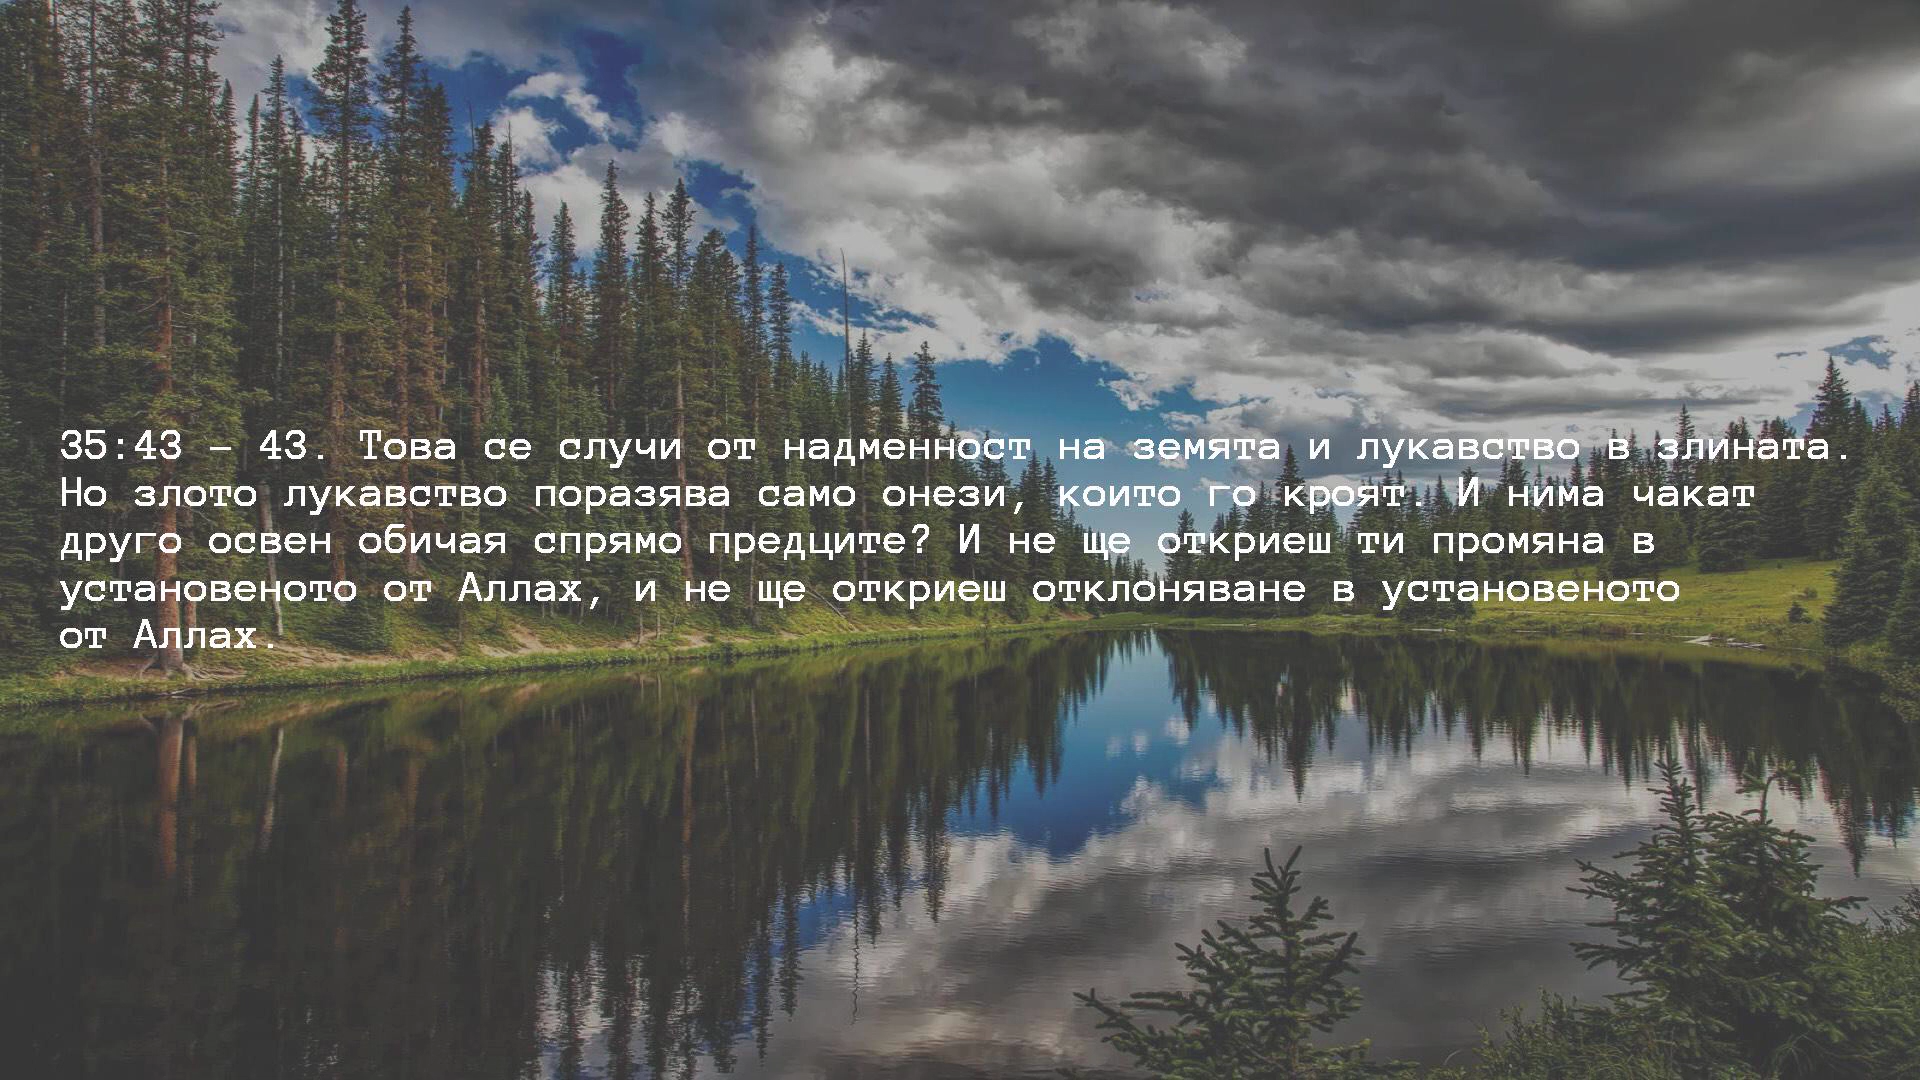 35:43 – 43. Това се случи от надменност на земята и лукавство в злината.
Но злото лукавство поразява само онези, които го кроят. И нима чакат
друго освен обичая спрямо предците? И не ще откриеш ти промяна в
установеното от Аллах, и не ще откриеш отклоняване в установеното
от Аллах.